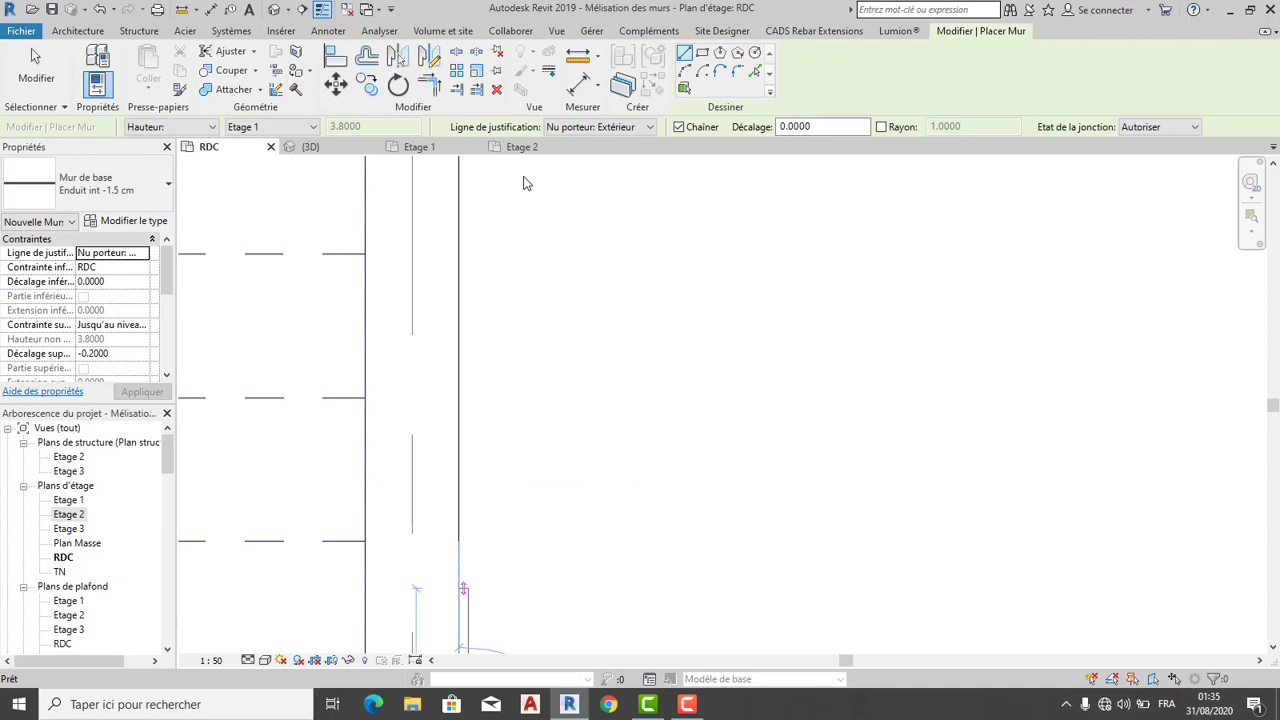 Autodesk Revit 2019 - Mélisation des murs - Plan d'étage: RDC
Entrez mot-clé ou expression
Se connecter
Fichier Architecture Structure Acier Systèmes Insérer Annoter Analyser Volume et site Collaborer Vue Gérer Compléments Site Designer CADS Rebar Extensions Lumion® Modifier | Placer Mur
Modifier Coller Ajuster Couper Attacher
Sélectionner Propriétés Presse-papiers Géométrie Modifier Vue Mesurer Créer Dessiner
Modifier | Placer Mur Hauteur: Etage 1 3.8000 Ligne de justification: Nu porteur: Extérieur Chaîner Décalage: 0.0000 Rayon: 1.0000 Etat de la jonction: Autoriser
Propriétés
RDC {3D} Etage 1 Etage 2
Mur de base
Enduit int -1.5 cm
Nouvelle Mur: Modifier le type
Contraintes
Ligne de justif... Nu porteur: ...
Contrainte inf... RDC
Décalage infér... 0.0000
Partie inférieu...
Extension infé... 0.0000
Contrainte su... Jusqu'au nivea...
Hauteur non ... 3.8000
Décalage sup... -0.2000
Partie supérie...
Aide des propriétés Appliquer
Arborescence du projet - Mélisatio...
Vues (tout)
Plans de structure (Plan struc
Etage 2
Etage 3
Plans d'étage
Etage 1
Etage 2
Etage 3
Plan Masse
RDC
TN
Plans de plafond
Etage 1
Etage 2
Etage 3
RDC
1 : 50
Prêt
:0
Modèle de base
:0
Taper ici pour rechercher
FRA
01:35
31/08/2020